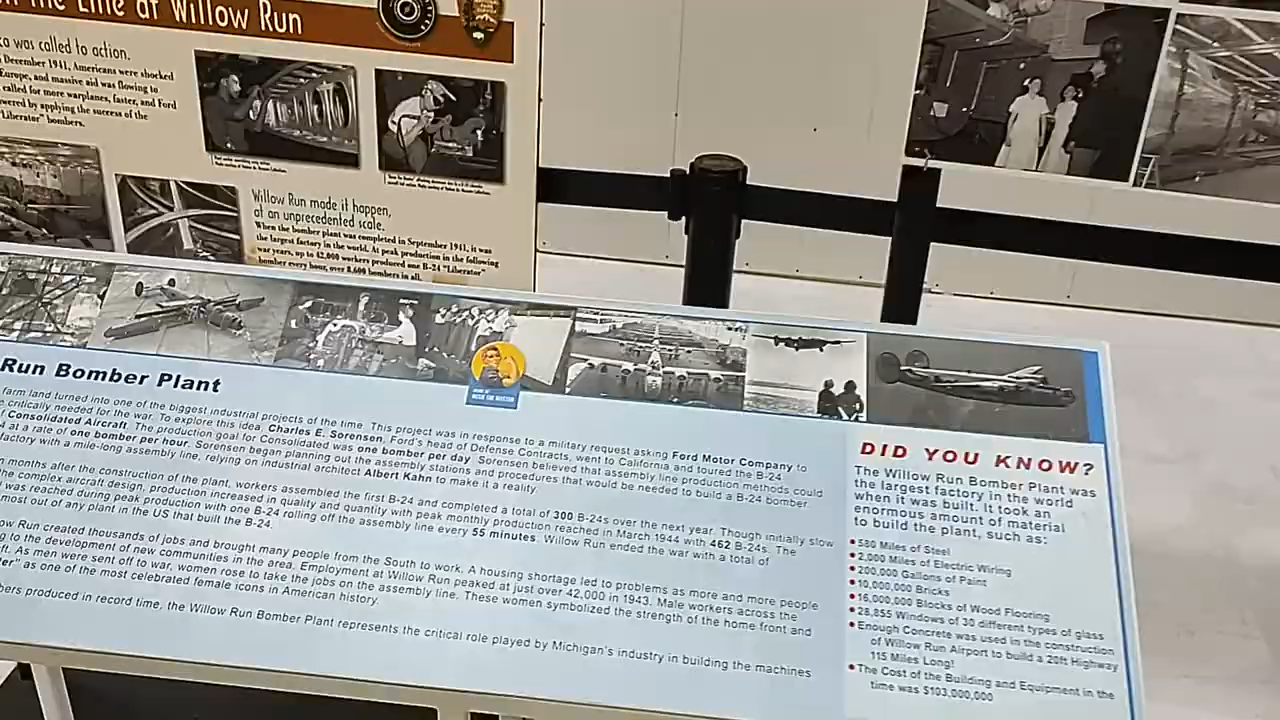 n the Line at Willow Run
ca was called to action.
December 1941, Americans were shocked
Europe, and massive aid was flowing to
called for more warplanes, faster, and Ford
wered by applying the success of the
"Liberator" bombers.
Willow Run made it happen,
at an unprecedented scale.
When the bomber plant was completed in September 1941, it was
the largest factory in the world. At peak production in the following
war years, up to 42,000 workers produced one B-24 "Liberator"
bomber every hour, over 8,600 bombers in all.
Run Bomber Plant
farm land turned into one of the biggest industrial projects of the time. This project was in response to a military request asking Ford Motor Company to
critically needed for the war. To explore this idea, Charles E. Sorensen, Ford's head of Defense Contracts, went to California and toured the B-24
Consolidated Aircraft. The production goal for Consolidated was one bomber per day. Sorensen believed that assembly line production methods could
4 at a rate of one bomber per hour. Sorensen began planning out the assembly stations and procedures that would be needed to build a B-24 bomber.
factory with a mile-long assembly line, relying on industrial architect Albert Kahn to make it a reality.
months after the construction of the plant, workers assembled the first B-24 and completed a total of 300 B-24s over the next year. Though initially slow
he complex aircraft design, production increased in quality and quantity with peak monthly production reached in March 1944 with 462 B-24s. The
was reached during peak production with one B-24 rolling off the assembly line every 55 minutes. Willow Run ended the war with a total of
most out of any plant in the US that built the B-24.
ow Run created thousands of jobs and brought many people from the South to work. A housing shortage led to problems as more and more people
g to the development of new communities in the area. Employment at Willow Run peaked at just over 42,000 in 1943. Male workers across the
ft. As men were sent off to war, women rose to take the jobs on the assembly line. These women symbolized the strength of the home front and
er" as one of the most celebrated female icons in American history.
bers produced in record time, the Willow Run Bomber Plant represents the critical role played by Michigan's industry in building the machines
DID YOU KNOW?
The Willow Run Bomber Plant was
the largest factory in the world
when it was built. It took an
enormous amount of material
to build the plant, such as:
• 580 Miles of Steel
• 2,000 Miles of Electric Wiring
• 200,000 Gallons of Paint
• 10,000,000 Bricks
• 16,000,000 Blocks of Wood Flooring
• 28,855 Windows of 30 different types of glass
• Enough Concrete was used in the construction
of Willow Run Airport to build a 20ft Highway
115 Miles Long!
• The Cost of the Building and Equipment in the
time was $103,000,000